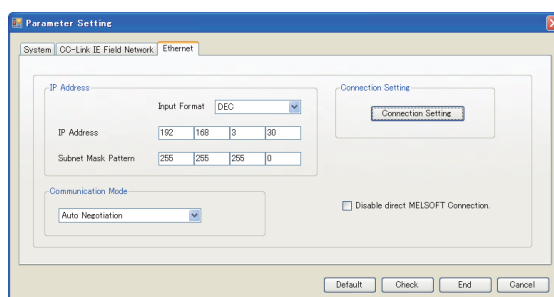 Parameter Setting
System CC-Link IE Field Network Ethernet
IP Address
Input Format DEC
IP Address 192 168 3 30
Subnet Mask Pattern 255 255 255 0
Connection Setting
Connection Setting
Communication Mode
Auto Negotiation
Disable direct MELSOFT Connection.
Default Check End Cancel